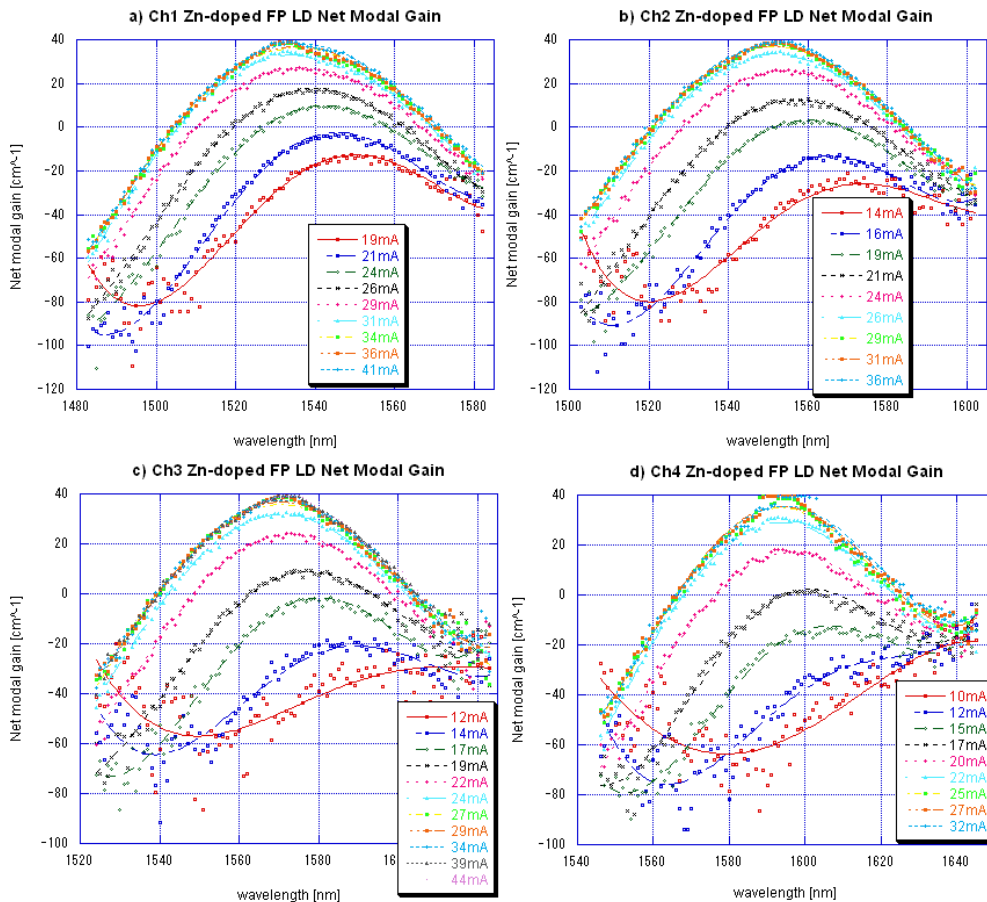 a) Ch1 Zn-doped FP LD Net Modal Gain
Net modal gain [cm^-1]
40
20
0
-20
-40
-60
-80
-100
-120
19mA
21mA
24mA
26mA
29mA
31mA
34mA
36mA
41mA
1480 1500 1520 1540 1560 1580
wavelength [nm]
b) Ch2 Zn-doped FP LD Net Modal Gain
Net modal gain [cm^-1]
40
20
0
-20
-40
-60
-80
-100
-120
14mA
16mA
19mA
21mA
24mA
26mA
29mA
31mA
36mA
1500 1520 1540 1560 1580 1600
wavelength [nm]
c) Ch3 Zn-doped FP LD Net Modal Gain
Net modal gain [cm^-1]
40
20
0
-20
-40
-60
-80
-100
12mA
14mA
17mA
19mA
22mA
24mA
27mA
29mA
34mA
39mA
44mA
1520 1540 1560 1580
wavelength [nm]
d) Ch4 Zn-doped FP LD Net Modal Gain
Net modal gain [cm^-1]
40
20
0
-20
-40
-60
-80
-100
10mA
12mA
15mA
17mA
20mA
22mA
25mA
27mA
32mA
1540 1560 1580 1600 1620 1640
wavelength [nm]